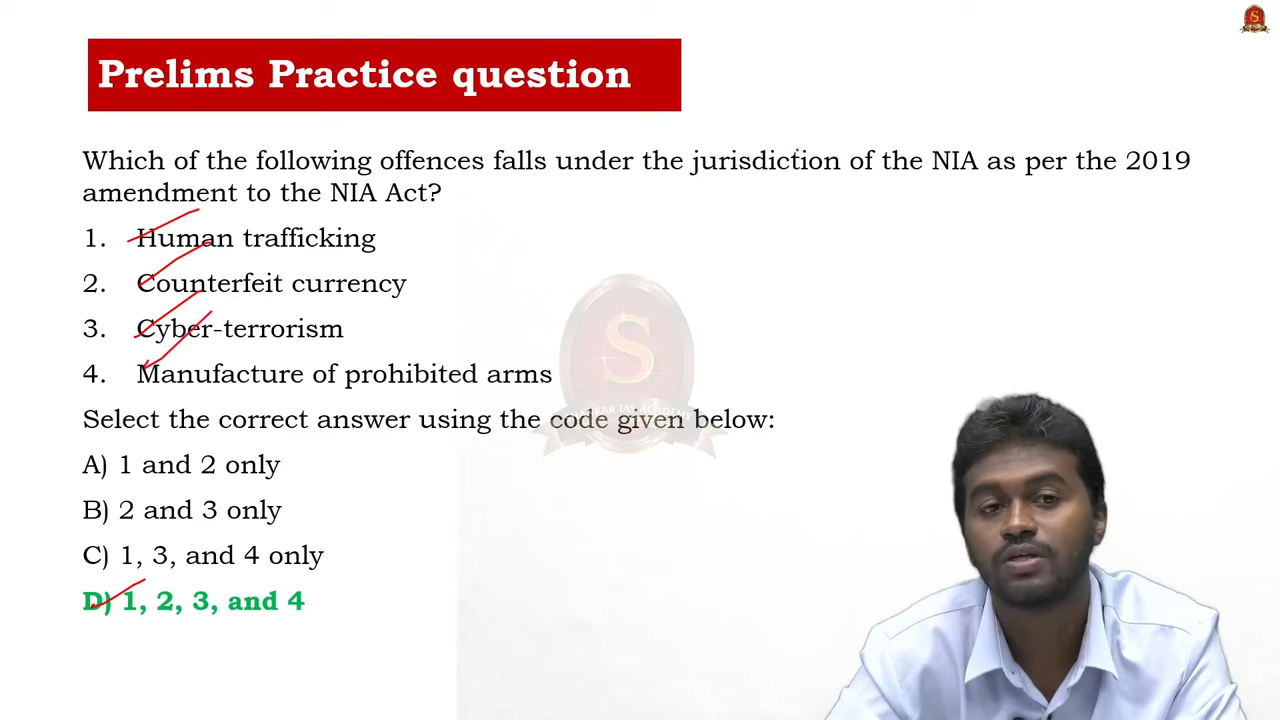 Prelims Practice question
Which of the following offences falls under the jurisdiction of the NIA as per the 2019
amendment to the NIA Act?
1. Human trafficking
2. Counterfeit currency
3. Cyber-terrorism
4. Manufacture of prohibited arms
Select the correct answer using the code given below:
A) 1 and 2 only
B) 2 and 3 only
C) 1, 3, and 4 only
D) 1, 2, 3, and 4
S
S